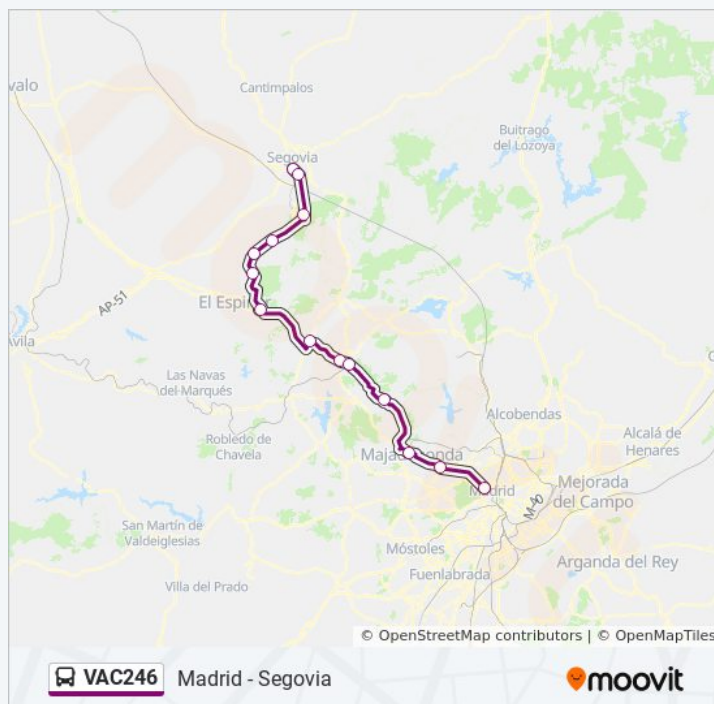 Cantimpalos
valo
Buitrago
del Lozoya
Segovia
AP-51
El Espinar
Ávila
Las Navas
del Marqués
Alcobendas
Robledo de
Chavela
Majadahonda
Alcalá de
Henares
Madrid
Mejorada
del Campo
M-40
San Martín de
Valdeiglesias
Móstoles
Arganda del Rey
Fuenlabrada
Villa del Prado
© OpenStreetMap contributors | © OpenMapTiles
VAC246
Madrid - Segovia
moovit